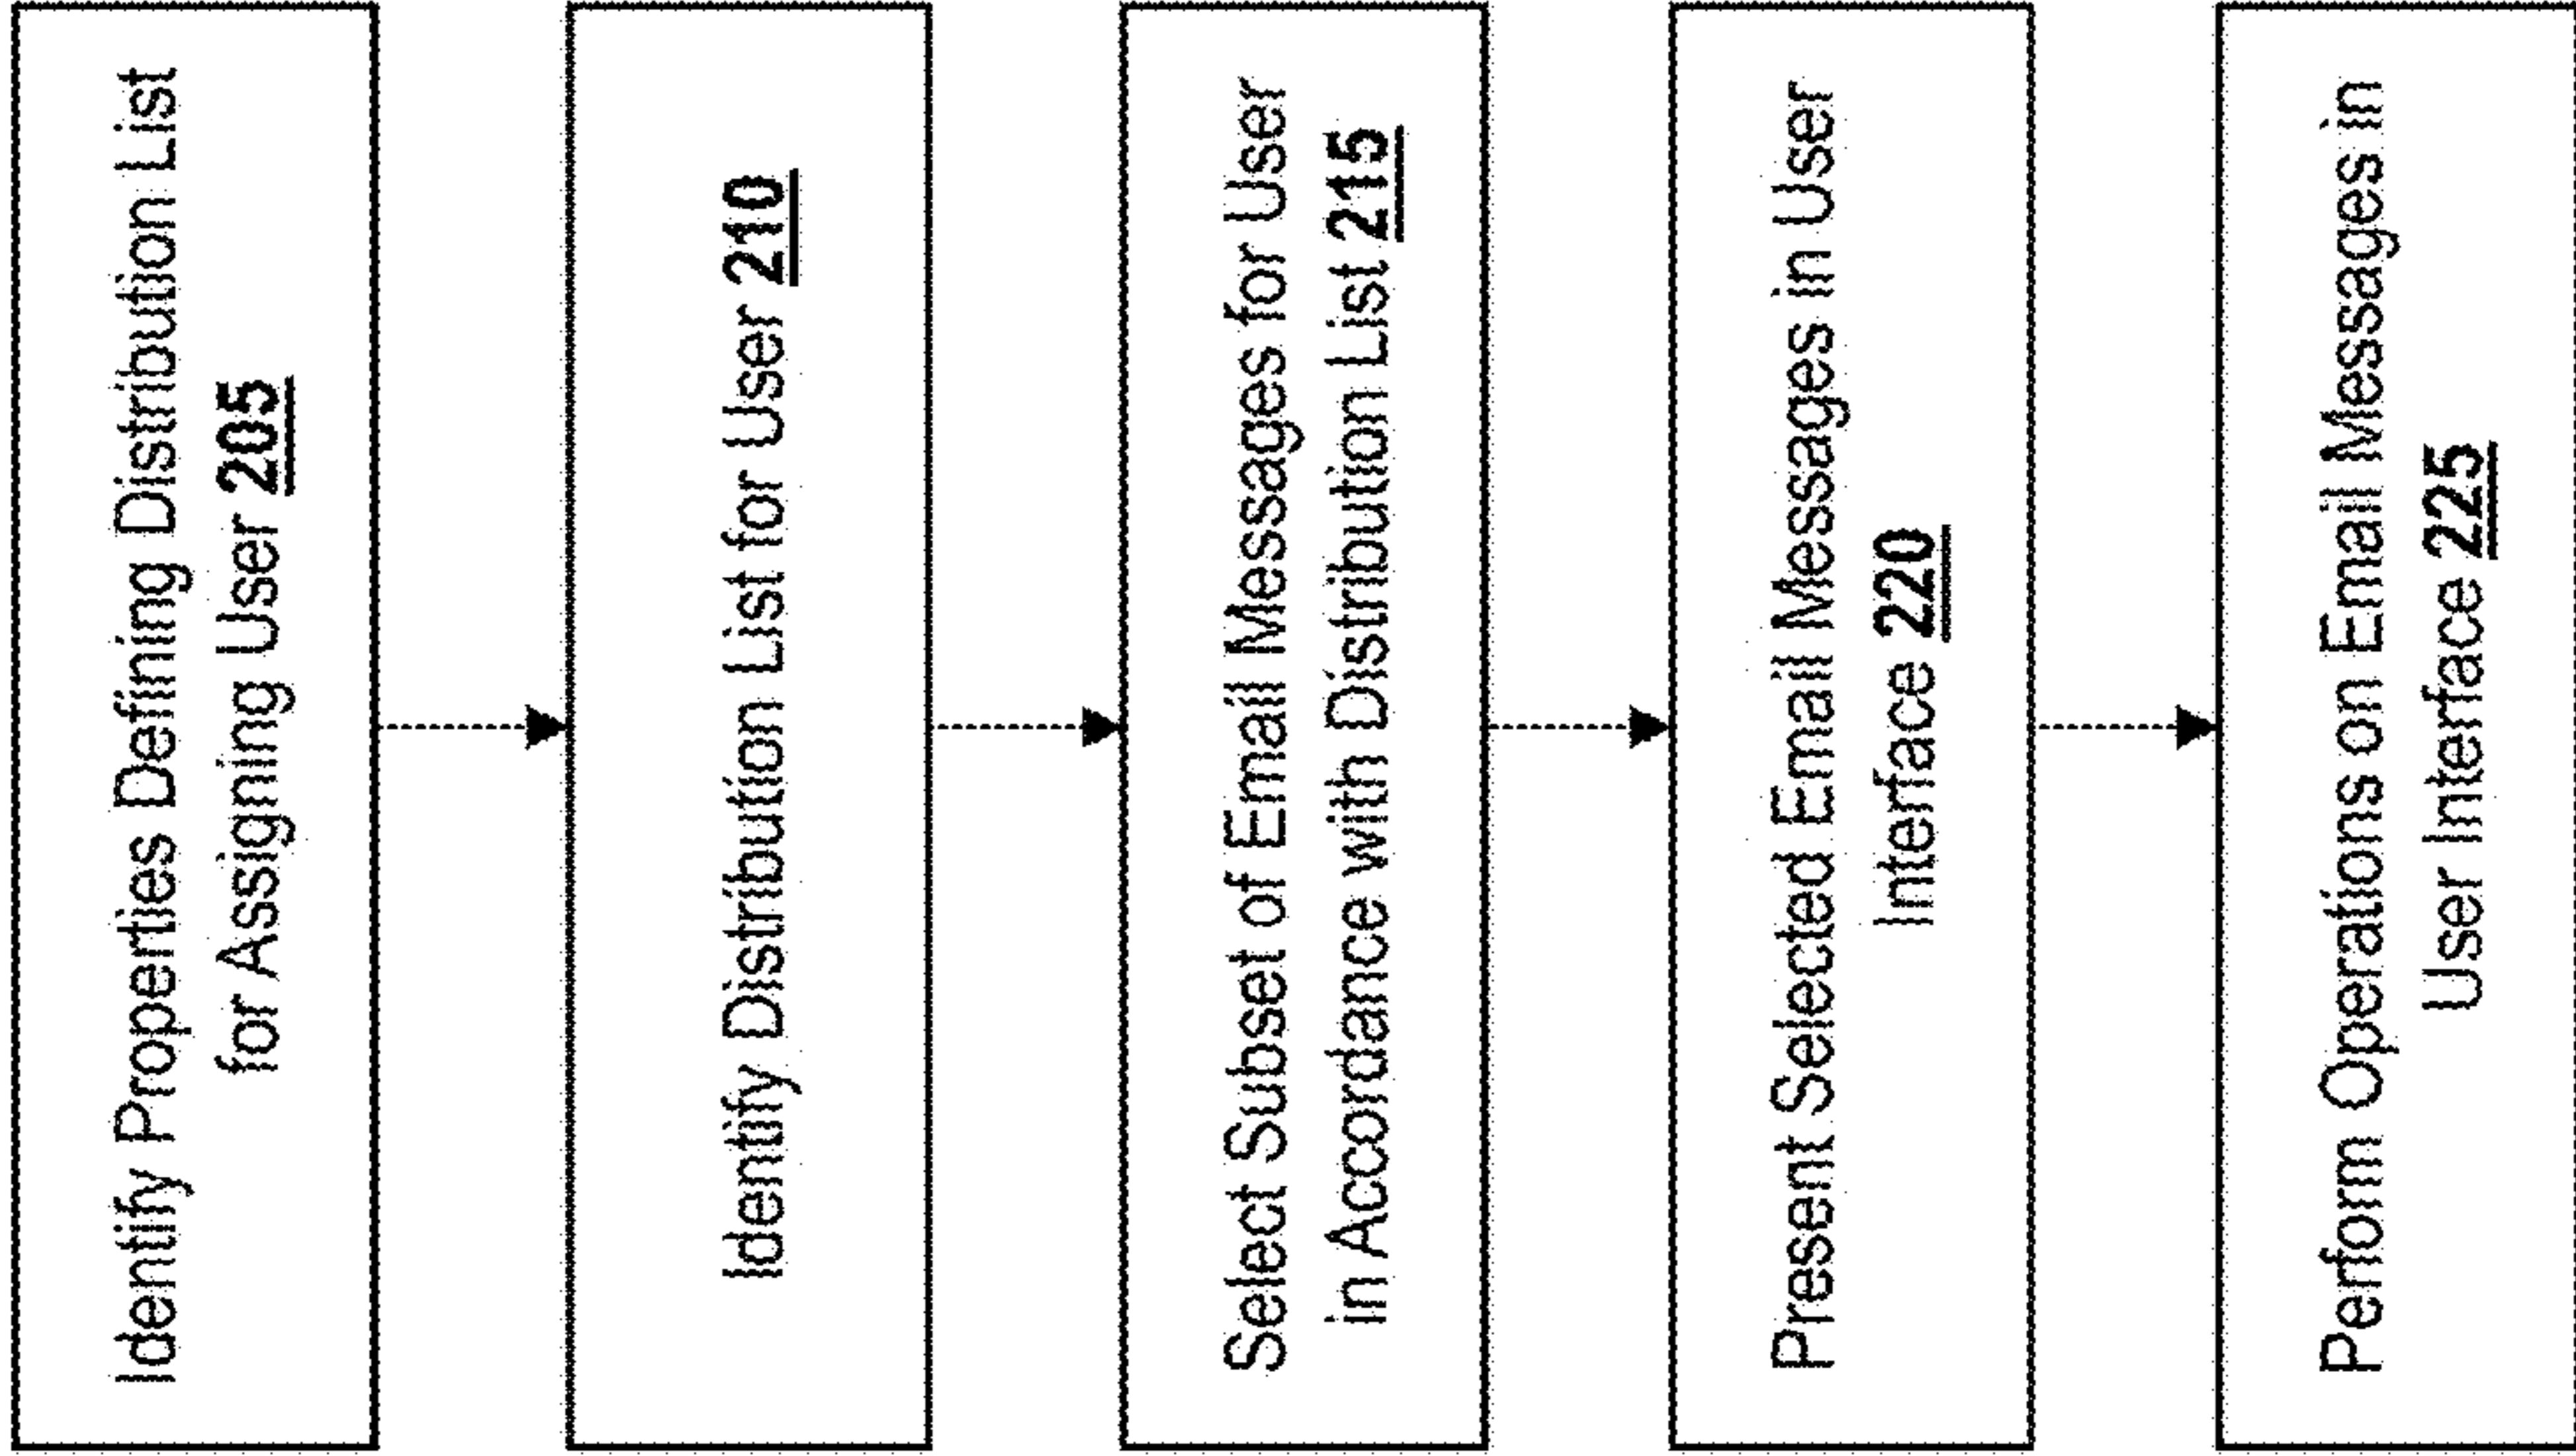 Identify Properties Defining Distribution List
for Assigning User 205
Identify Distribution List for User 210
Select Subset of Email Messages for User
in Accordance with Distribution List 215
Present Selected Email Messages in User
Interface 220
Perform Operations on Email Messages in
User Interface 225